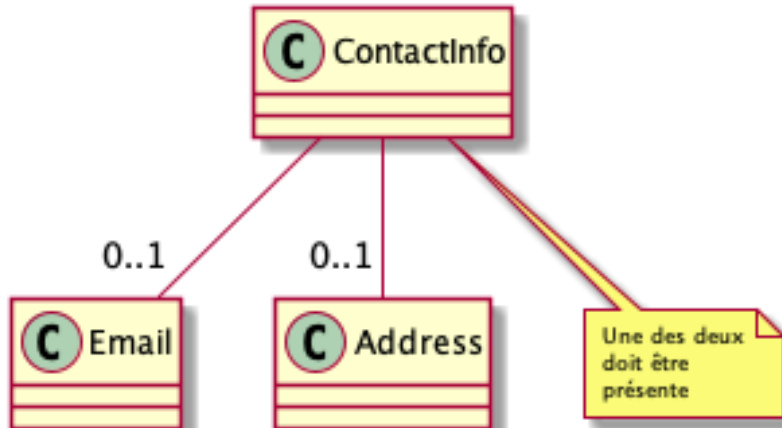 C ContactInfo
0..1
0..1
C Email
C Address
Une des deux
doit être
présente